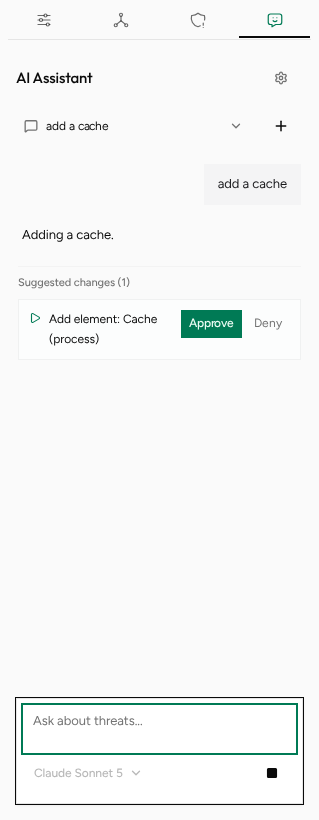 AI Assistant
add a cache
add a cache
Adding a cache.
Suggested changes (1)
Add element: Cache
(process)
Approve
Deny
Ask about threats...
Claude Sonnet 5